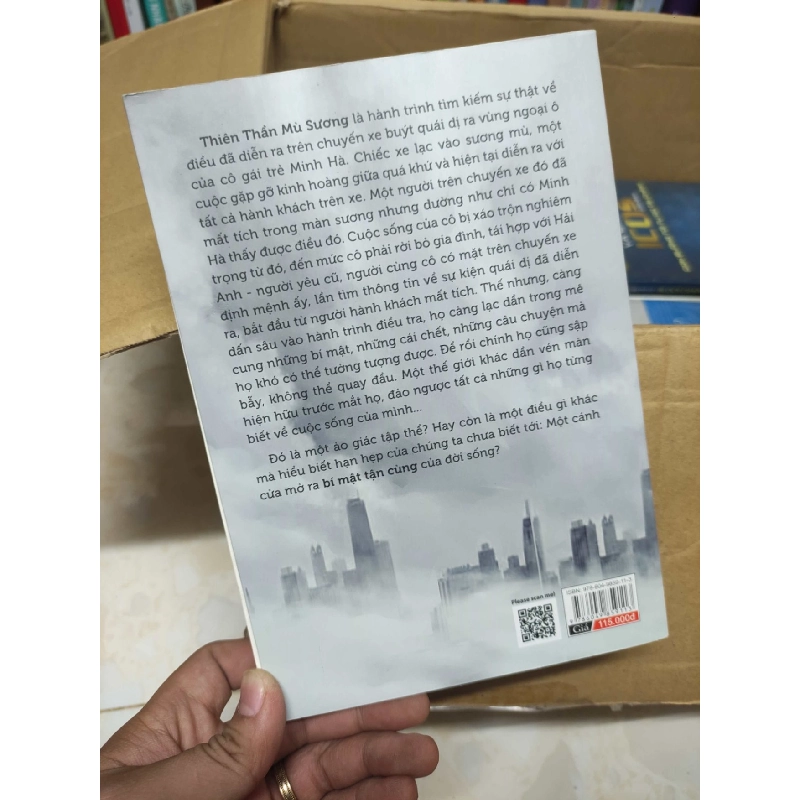 Thiên Thần Mù Sương là hành trình tìm kiếm sự thật về
điều đã diễn ra trên chuyến xe buýt quái dị ra vùng ngoại ô
của cô gái trẻ Minh Hà. Chiếc xe lạc vào sương mù, một
cuộc gặp gỡ kinh hoàng giữa quá khứ và hiện tại diễn ra với
tất cả hành khách trên xe. Một người trên chuyến xe đó đã
mất tích trong màn sương nhưng dường như chỉ có Minh
Hà thấy được điều đó. Cuộc sống của cô bị xáo trộn nghiêm
trọng từ đó, đến mức cô phải rời bỏ gia đình, tái hợp với Hải
Anh - người yêu cũ, người cùng cô có mặt trên chuyến xe
định mệnh ấy, lần tìm thông tin về sự kiện quái dị đã diễn
ra, bắt đầu từ người hành khách mất tích. Thế nhưng, càng
dấn sâu vào hành trình điều tra, họ càng lạc dần trong mê
cung những bí mật, những cái chết, những câu chuyện mà
họ khó có thể tưởng tượng được. Để rồi chính họ cũng sập
bẫy, không thể quay đầu. Một thế giới khác dần vén màn
hiện hữu trước mắt họ, đảo ngược tất cả những gì họ từng
biết về cuộc sống của mình...
Đó là một ảo giác tập thể? Hay còn là một điều gì khác
mà hiểu biết hạn hẹp của chúng ta chưa biết tới: Một cánh
cửa mở ra bí mật tận cùng của đời sống?
Please scan me!
Giá 115.000đ